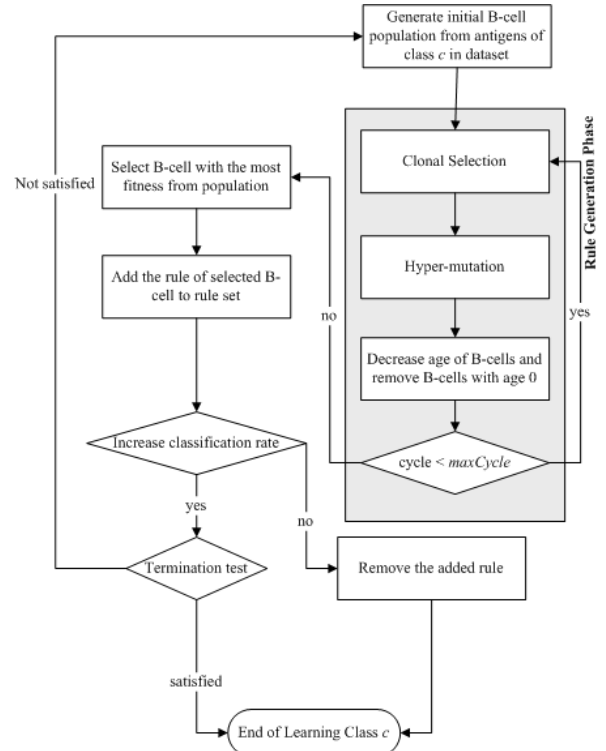 Generate initial B-cell
population from antigens of
class c in dataset
Clonal Selection
Rule Generation Phase
Hyper-mutation
Decrease age of B-cells and
remove B-cells with age 0
cycle < maxCycle
yes
no
Select B-cell with the most
fitness from population
Not satisfied
Add the rule of selected B-
cell to rule set
Increase classification rate
yes
no
Termination test
Remove the added rule
satisfied
End of Learning Class c